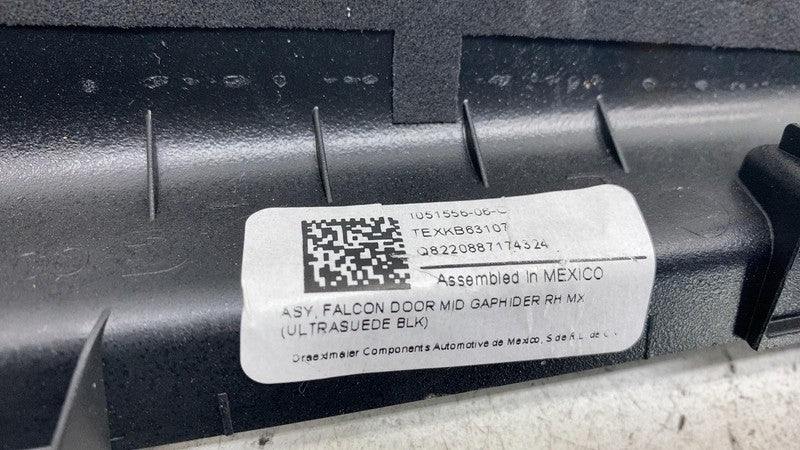 1051556-06-C
TEXKB63107
Q8220887174324
Assembled in MEXICO
ASY, FALCON DOOR MID GAPHIDER RH MX
(ULTRASUEDE BLK)
Draexlmaier Components Automotive de Mexico, S de R.L. de C.V.